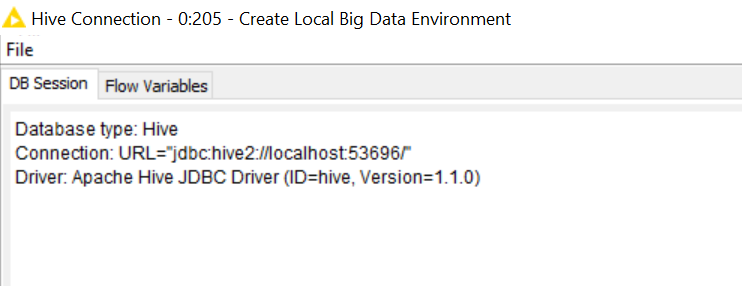 Hive Connection - 0:205 - Create Local Big Data Environment
File
DB Session Flow Variables
Database type: Hive
Connection: URL="jdbc:hive2://localhost:53696/"
Driver: Apache Hive JDBC Driver (ID=hive, Version=1.1.0)